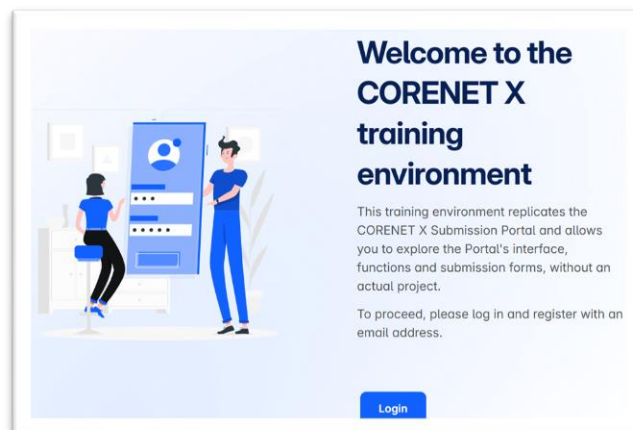 Welcome to the
CORENET X
training
environment
This training environment replicates the
CORENET X Submission Portal and allows
you to explore the Portal's interface,
functions and submission forms, without an
actual project.
To proceed, please log in and register with an
email address.
Login